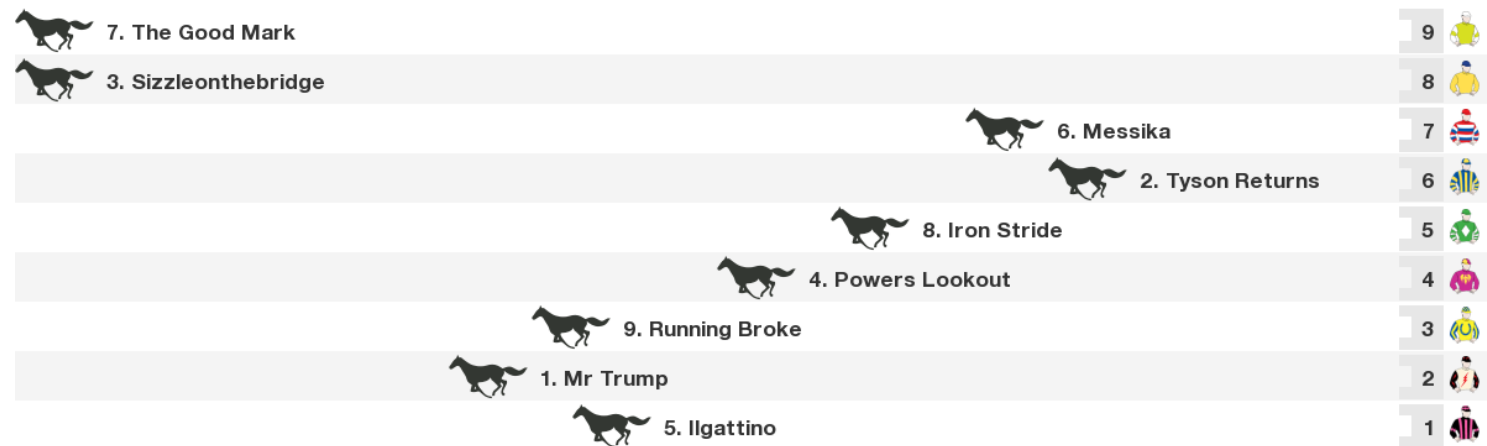 7. The Good Mark 9
3. Sizzleonthebridge 8
6. Messika 7
2. Tyson Returns 6
8. Iron Stride 5
4. Powers Lookout 4
9. Running Broke 3
1. Mr Trump 2
5. Ilgattino 1